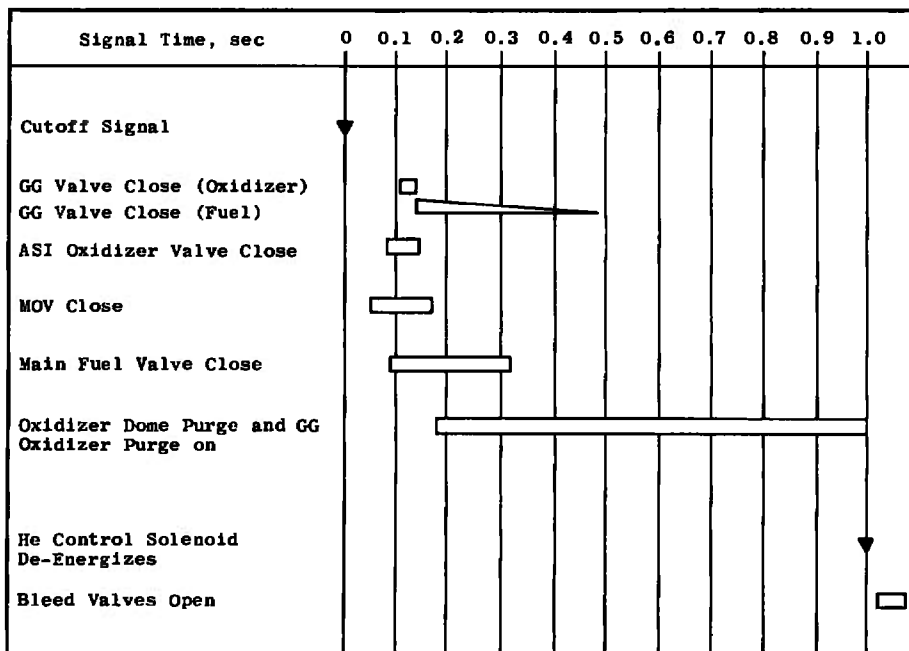 Signal Time, sec 0 0.1 0.2 0.3 0.4 0.5 0.6 0.7 0.8 0.9 1.0
Cutoff Signal
GG Valve Close (Oxidizer)
GG Valve Close (Fuel)
ASI Oxidizer Valve Close
MOV Close
Main Fuel Valve Close
Oxidizer Dome Purge and GG
Oxidizer Purge on
He Control Solenoid
De-Energizes
Bleed Valves Open